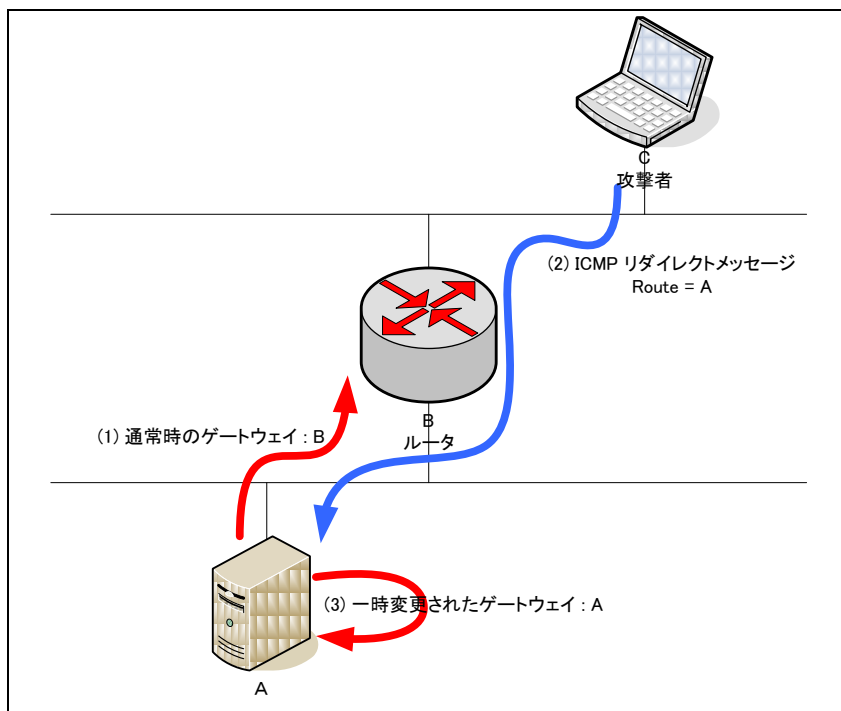 C
攻撃者
(2) ICMP リダイレクトメッセージ
Route = A
B
ルータ
(1) 通常時のゲートウェイ : B
(3) 一時変更されたゲートウェイ : A
A